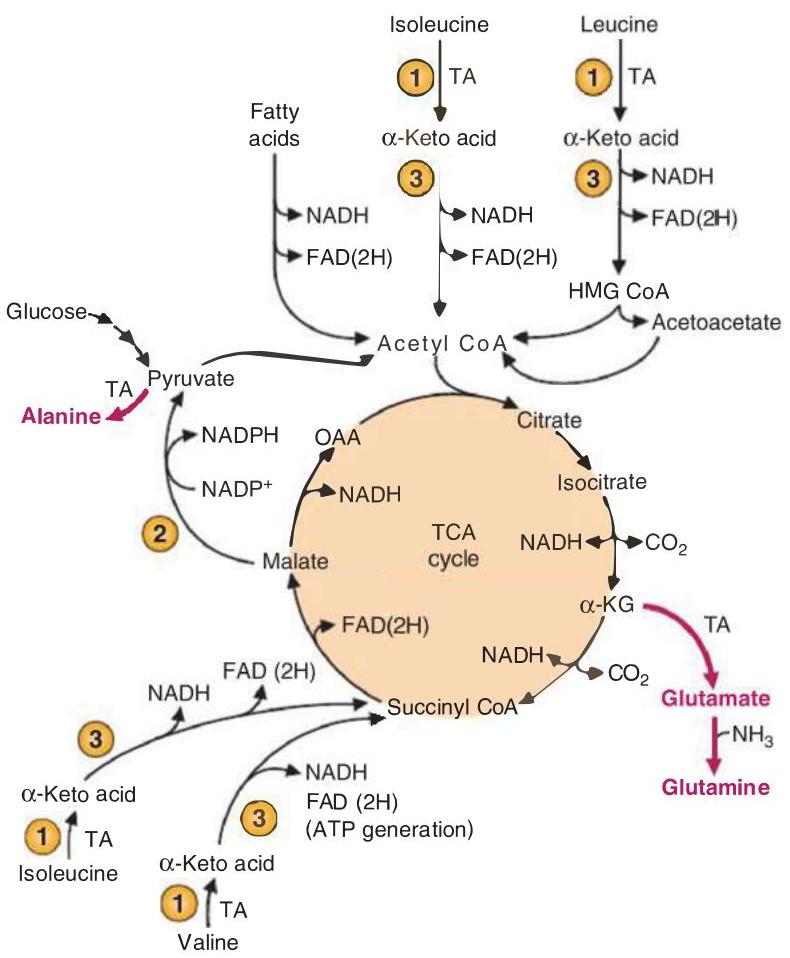 Isoleucine
Leucine
1 TA
1 TA
Fatty
acids
α-Keto acid
α-Keto acid
3
3
NADH
NADH
NADH
FAD(2H)
FAD(2H)
FAD(2H)
HMG CoA
Glucose
Acetoacetate
Acetyl CoA
Pyruvate
TA
Alanine
Citrate
NADPH
OAA
Isocitrate
NADP+
NADH
2
TCA
cycle
NADH
CO2
Malate
α-KG
FAD(2H)
TA
NADH
CO2
FAD (2H)
NADH
Glutamate
Succinyl CoA
NH3
3
NADH
Glutamine
α-Keto acid
FAD (2H)
3
(ATP generation)
1 TA
α-Keto acid
Isoleucine
1 TA
Valine